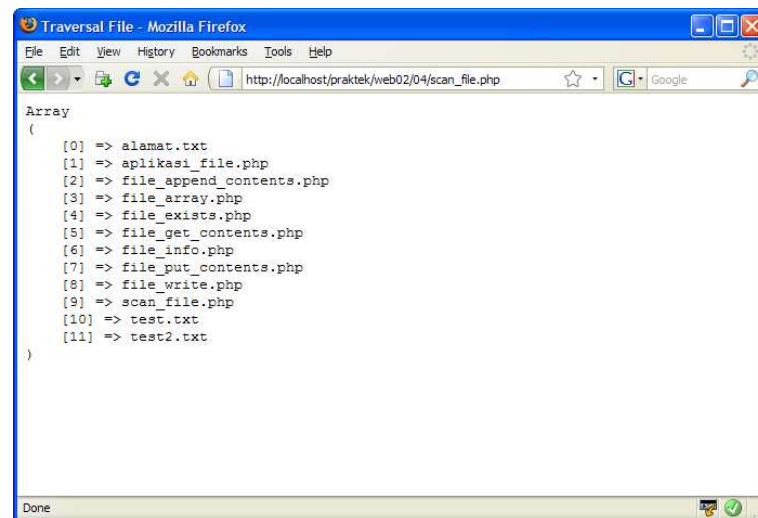 Traversal File - Mozilla Firefox
File Edit View History Bookmarks Tools Help
http://localhost/praktek/web02/04/scan_file.php G Google
Array
(
[0] => alamat.txt
[1] => aplikasi_file.php
[2] => file_append_contents.php
[3] => file_array.php
[4] => file_exists.php
[5] => file_get_contents.php
[6] => file_info.php
[7] => file_put_contents.php
[8] => file_write.php
[9] => scan_file.php
[10] => test.txt
[11] => test2.txt
)
Done